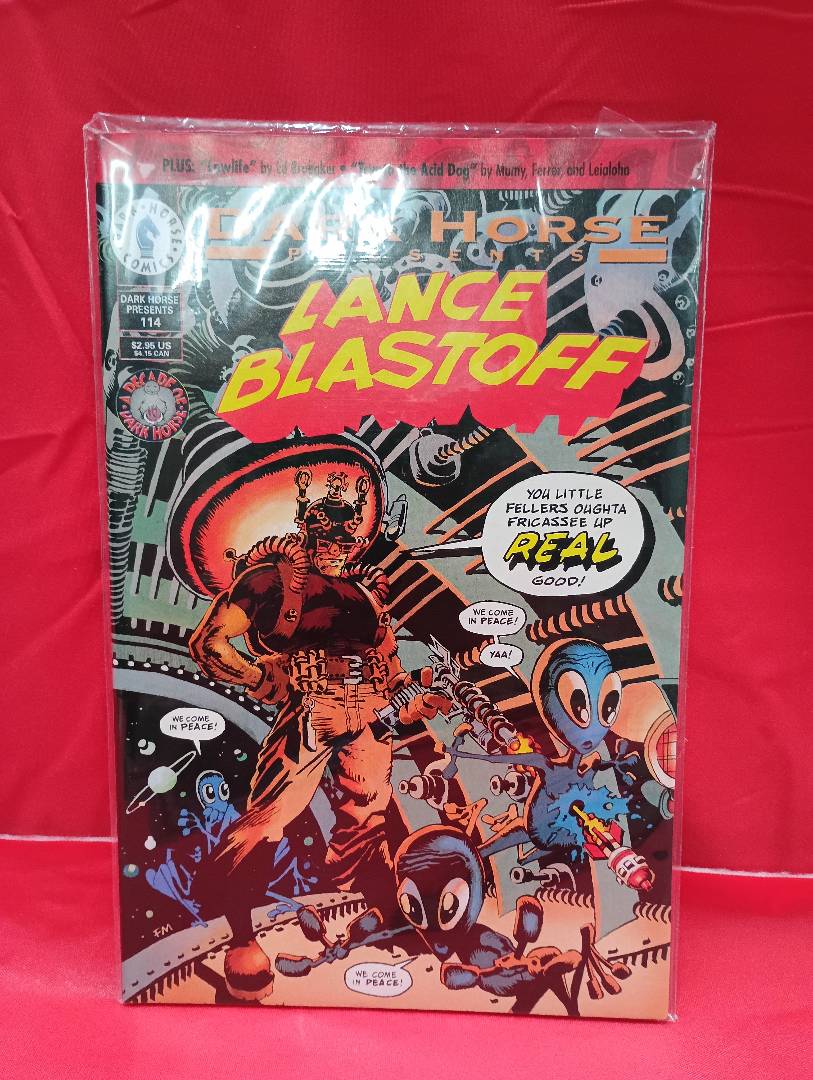 PLUS: "Lowlife" by Ed Brubaker • the Acid Dog" by Mumy, Ferrer, and Leialoha
DARK HORSE
PRESENTS
DARK HORSE
COMICS
LANCE
BLASTOFF
DARK HORSE
PRESENTS
114
$2.95 US
$4.15 CAN
A DECADE OF
DARK HORSE
10
YOU LITTLE
FELLERS OUGHTA
FRICASSEE UP
REAL
GOOD!
WE COME
IN PEACE!
YAA!
WE COME
IN PEACE!
FM
WE COME
IN PEACE!